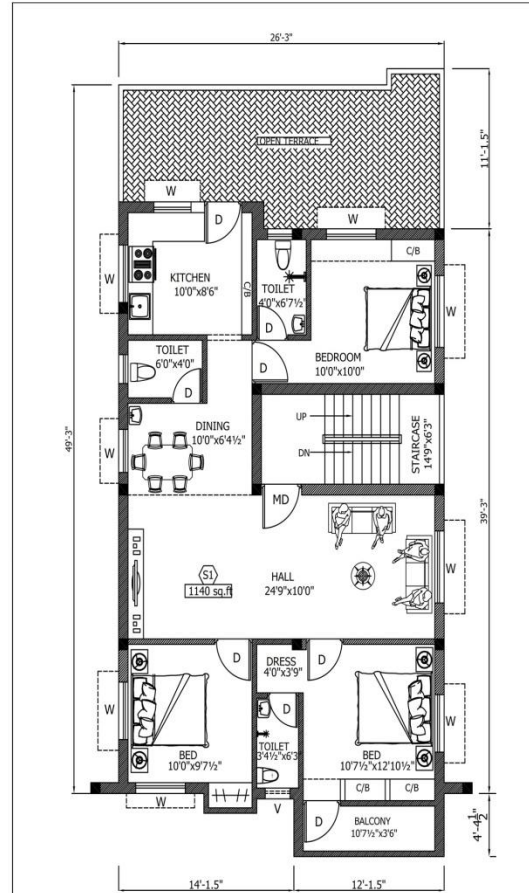 26'-3"
OPEN TERRACE
11'-1.5"
W
W
D
C/B
W
KITCHEN
10'0"x8'6"
C/B
TOILET
4'0"x6'7½"
W
D
BEDROOM
10'0"x10'0"
TOILET
6'0"x4'0"
D
D
49'-3"
39'-3"
W
DINING
10'0"x6'4½"
UP
DN
STAIRCASE
14'9"x6'3"
MD
S1
1140 sq.ft
HALL
24'9"x10'0"
W
D
DRESS
4'0"x3'9"
D
W
D
W
TOILET
3'4½"x6'3"
BED
10'0"x9'7½"
BED
10'7½"x12'10½"
C/B
C/B
W
V
D
BALCONY
10'7½"x3'6"
4'-4½"
14'-1.5"
12'-1.5"